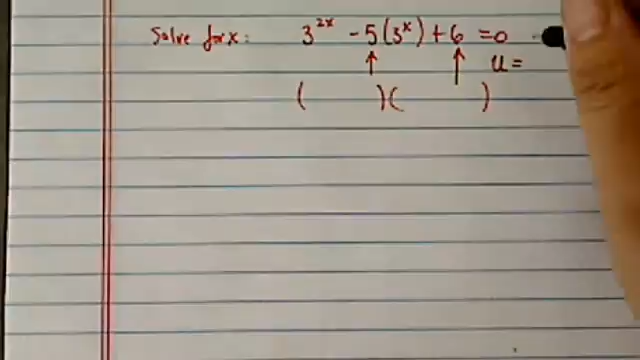 Solve for x: 3^{2x} - 5(3^x) + 6 = 0
u =
( )( )